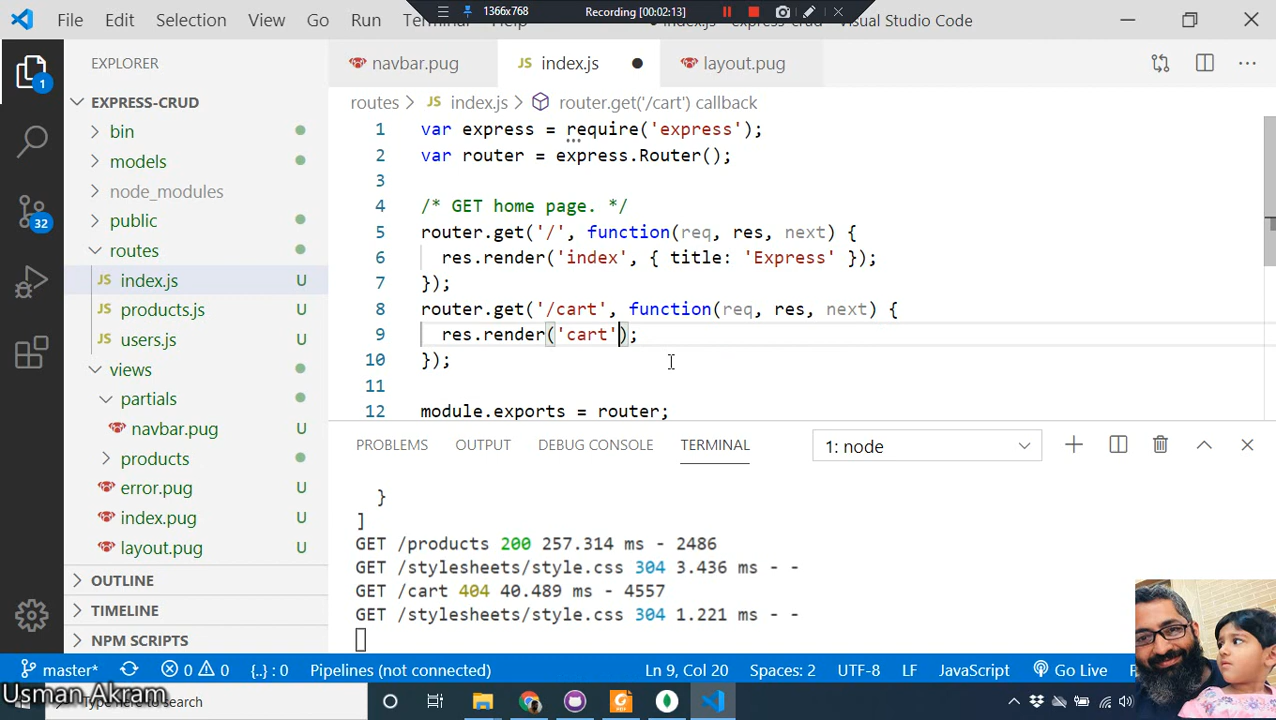 File Edit Selection View Go Run Terminal Help index.js - express-crud - Visual Studio Code
1366x768 Recording [00:02:13]
EXPLORER
navbar.pug JS index.js layout.pug
EXPRESS-CRUD
routes > JS index.js > router.get('/cart') callback
bin
models
node_modules
public
routes
JS index.js U
JS products.js U
JS users.js U
views
partials
navbar.pug U
products
error.pug U
index.pug U
layout.pug U
OUTLINE
TIMELINE
NPM SCRIPTS
1
32
1 var express = require('express');
2 var router = express.Router();
3
4 /* GET home page. */
5 router.get('/', function(req, res, next) {
6 res.render('index', { title: 'Express' });
7 });
8 router.get('/cart', function(req, res, next) {
9 res.render('cart');
10 });
11
12 module.exports = router;
PROBLEMS OUTPUT DEBUG CONSOLE TERMINAL 1: node
}
]
GET /products 200 257.314 ms - 2486
GET /stylesheets/style.css 304 3.436 ms - -
GET /cart 404 40.489 ms - 4557
GET /stylesheets/style.css 304 1.221 ms - -
master* 0 0 {..} : 0 Pipelines (not connected) Ln 9, Col 20 Spaces: 2 UTF-8 LF JavaScript Go Live
Usman Akram
here to search